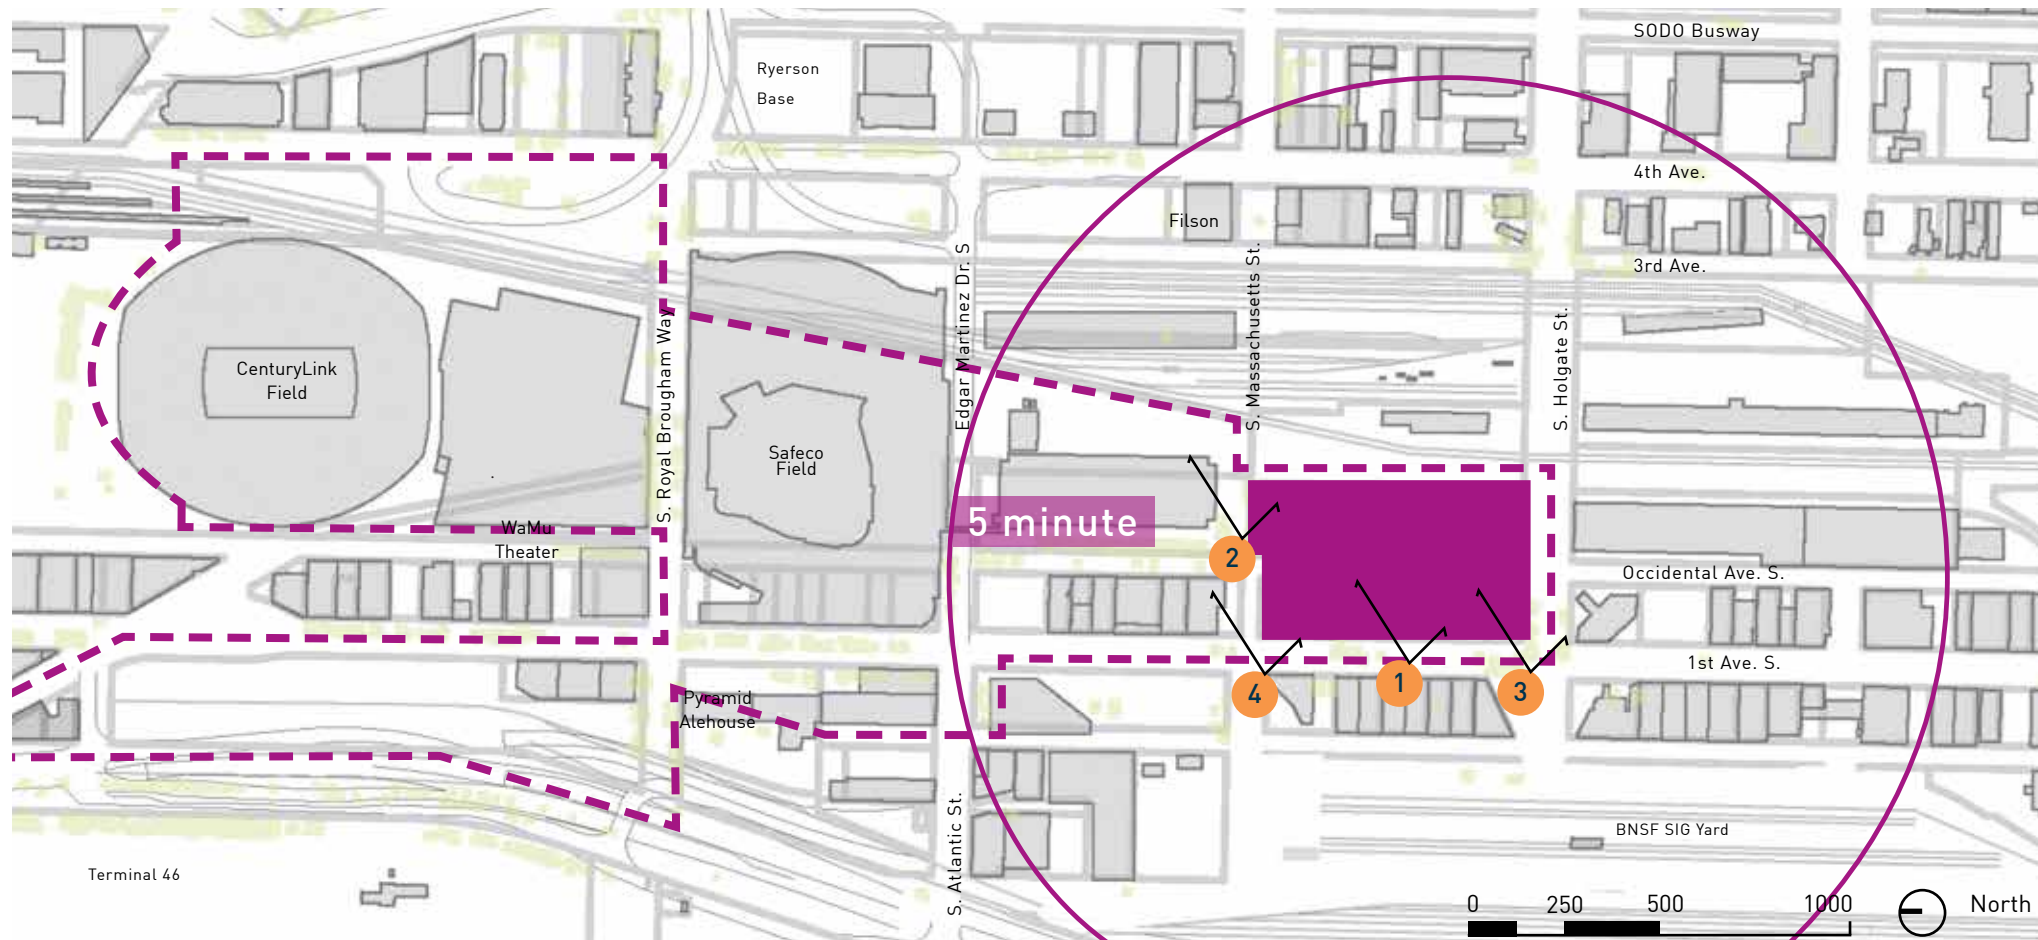 SODO Busway
Ryerson
Base
4th Ave.
Filson
3rd Ave.
S. Royal Brougham Way
Edgar Martinez Dr. S
S. Massachusetts St.
S. Holgate St.
CenturyLink
Field
Safeco
Field
5 minute
WaMu
Theater
2
Occidental Ave. S.
1st Ave. S.
4
1
3
Pyramid
Alehouse
S. Atlantic St.
BNSF SIG Yard
Terminal 46
0 250 500 1000
North